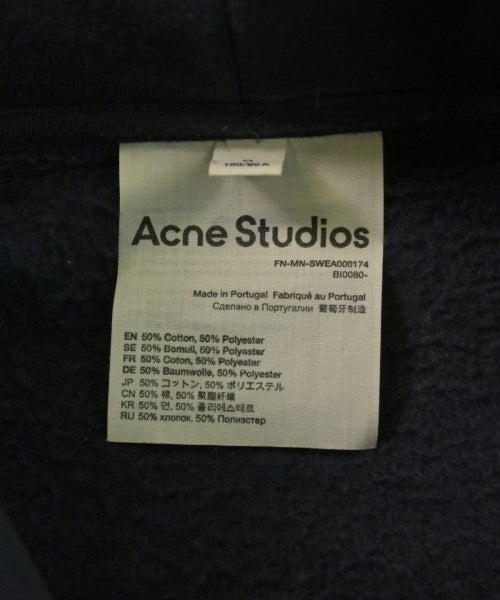 M
180/96A
Acne Studios
FN-MN-SWEA000174
BI0080-
Made in Portugal Fabriqué au Portugal
Сделано в Португалии 葡萄牙制造
EN 50% Cotton, 50% Polyester
SE 50% Bomull, 50% Polyester
FR 50% Coton, 50% Polyester
DE 50% Baumwolle, 50% Polyester
JP 50% コットン, 50% ポリエステル
CN 50% 棉, 50% 聚酯纤维
KR 50% 면, 50% 폴리에스테르
RU 50% хлопок, 50% Полиэстер